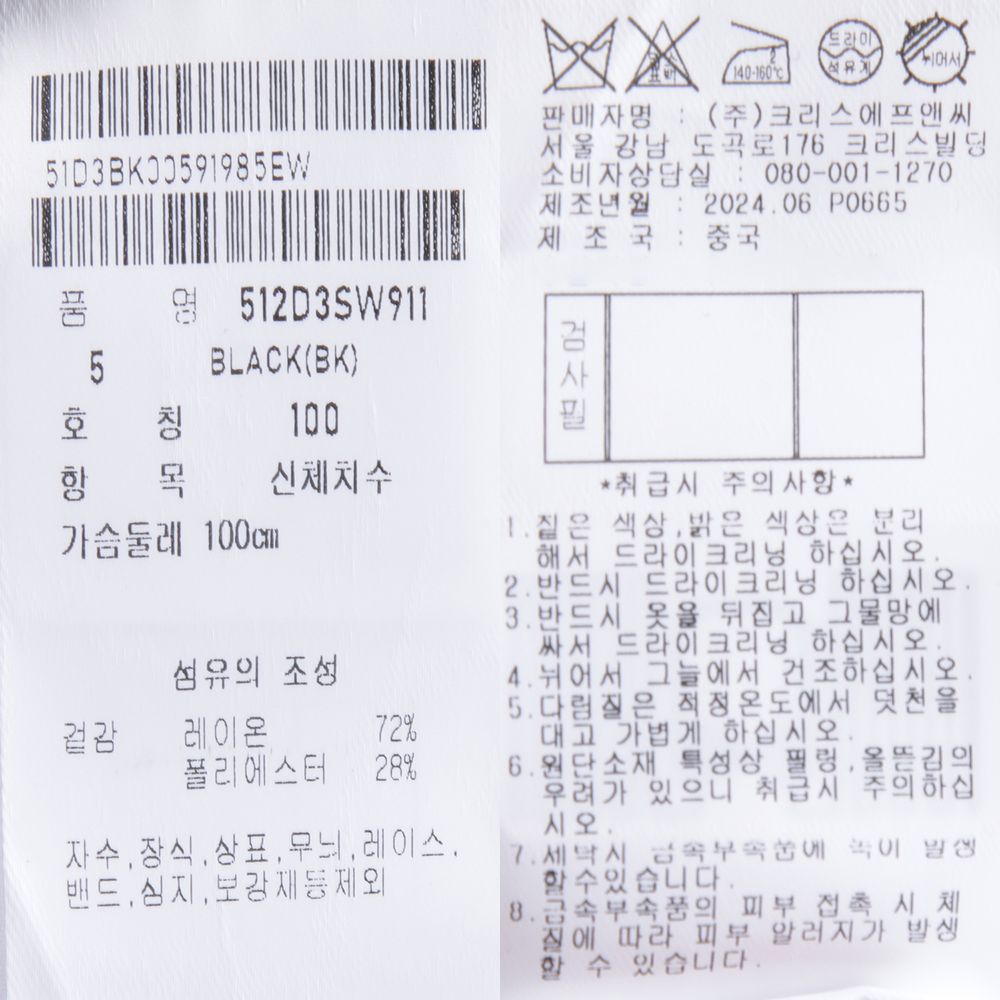 51D3BK00591985EW
품 명 512D3SW911
5 BLACK(BK)
호 칭 100
항 목 신체치수
가슴둘레 100cm
섬유의 조성
겉감 레이온 72%
폴리에스터 28%
자수,장식,상표,무늬,레이스,
밴드,심지,보강재등제외
염소
표백
2
140-160℃
드라이
석유계
뉘어서
판매자명 : (주)크리스에프앤씨
서울 강남 도곡로176 크리스빌딩
소비자상담실 : 080-001-1270
제조년월 : 2024.06 P0665
제 조 국 : 중국
검
사
필
*취급시 주의사항*
1.짙은 색상,밝은 색상은 분리
해서 드라이크리닝 하십시오.
2.반드시 드라이크리닝 하십시오.
3.반드시 옷을 뒤집고 그물망에
싸서 드라이크리닝 하십시오.
4.뉘어서 그늘에서 건조하십시오.
5.다림질은 적정온도에서 덧천을
대고 가볍게 하십시오.
6.원단소재 특성상 필링,올뜯김의
우려가 있으니 취급시 주의하십
시오.
7.세탁시 금속부속품에 녹이 발생
할수있습니다.
8.금속부속품의 피부 접촉 시 체
질에 따라 피부 알러지가 발생
할 수 있습니다.